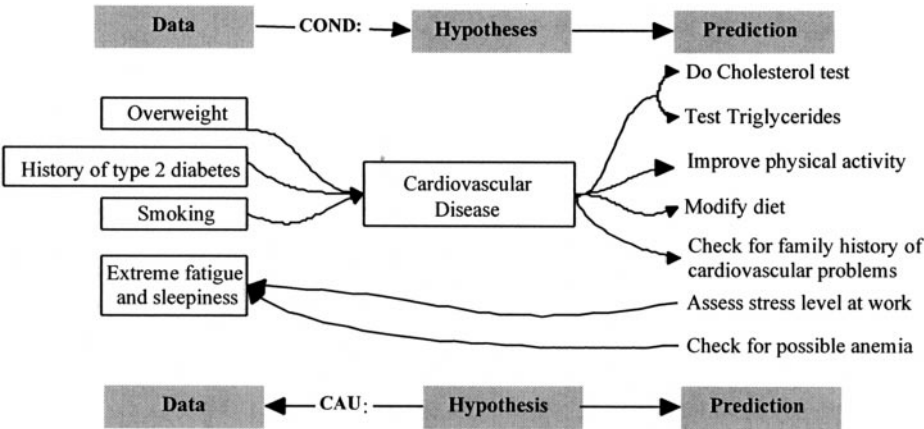 Data COND: Hypotheses Prediction
Do Cholesterol test
Overweight
Test Triglycerides
History of type 2 diabetes
Cardiovascular
Disease
Improve physical activity
Smoking
Modify diet
Check for family history of
cardiovascular problems
Extreme fatigue
and sleepiness
Assess stress level at work
Check for possible anemia
Data CAU: Hypothesis Prediction